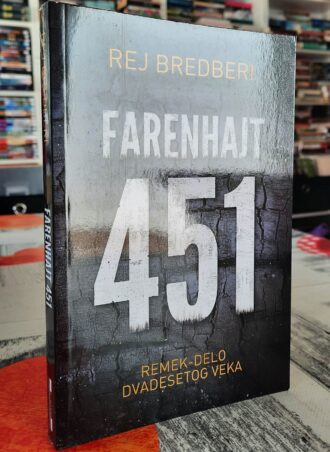 REJ BREDBERI
FARENHAJT
451
REMEK-DELO
DVADESETOG VEKA
FARENHAJT 451